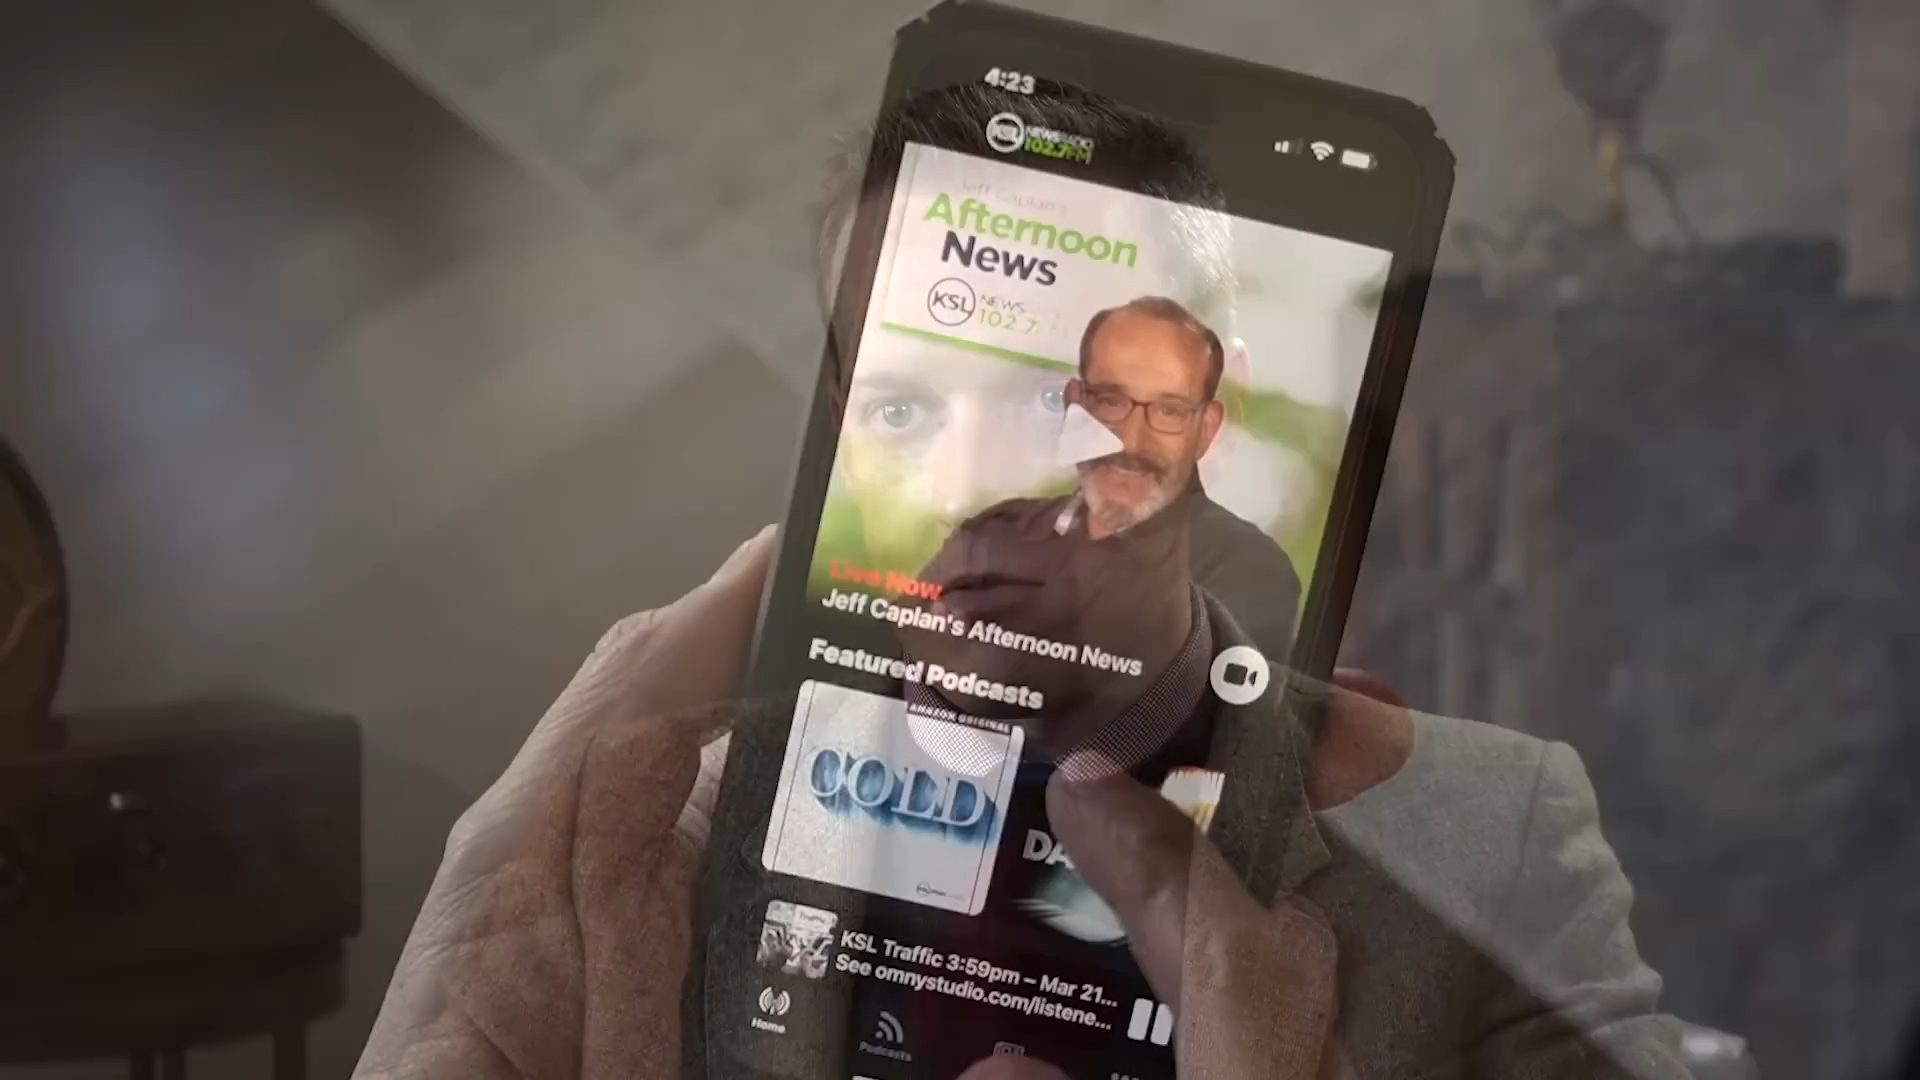 4:23
KSL NEWSRADIO
102.7FM
Jeff Caplan's
Afternoon
News
KSL NEWS
102.7
Live Now
Jeff Caplan's Afternoon News
Featured Podcasts
AMAZON ORIGINAL
COLD
DA
KSL Traffic 3:59pm – Mar 21...
See omnystudio.com/listene...
Home
Podcasts